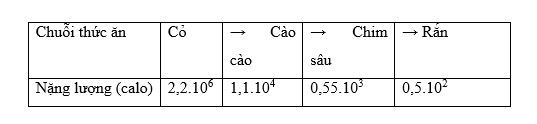 Chuỗi thức ăn Cỏ → Cào → Chim → Rắn
cào sâu
Năng lượng (calo) 2,2.10⁶ 1,1.10⁴ 0,55.10³ 0,5.10²